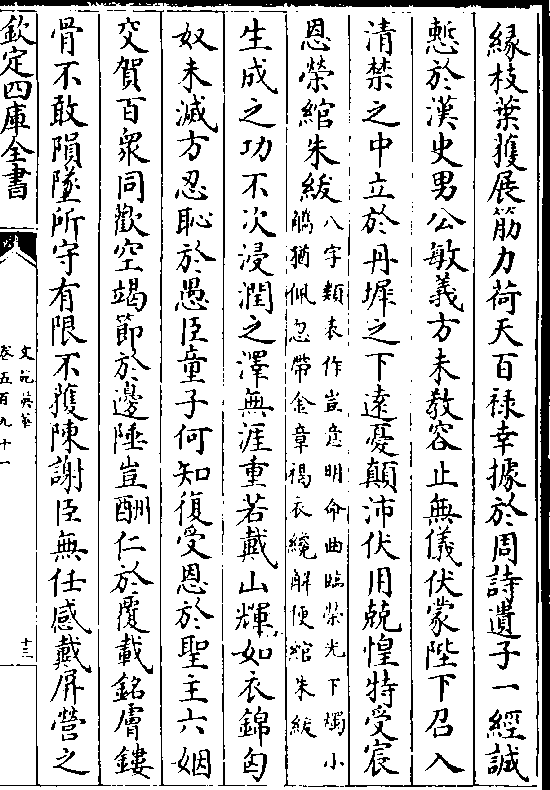 緣枝葉獲展筋力荷天百祿幸據於周詩遺子一經誠
慙於漢史男公敏義方未教容止無儀伏蒙陛下召入
清禁之中立於丹墀之下遠憂顛沛伏用兢惶特受宸
恩榮綰朱紱八字類表作豈意明命曲臨榮光下燭小
觿猶佩忽帶金章褐衣纔解便綰朱紱
生成之功不次浸潤之澤無涯重若戴山輝如衣錦匈
奴未滅方忍恥於愚臣童子何知復受恩於聖主六姻
交賀百衆同歡空竭節於邊陲豈酬仁於覆載銘膚鏤
骨不敢隕墜所守有限不獲陳謝臣無任感戴屏營之
欽定四庫全書
文苑英華
卷五百九十一
十三